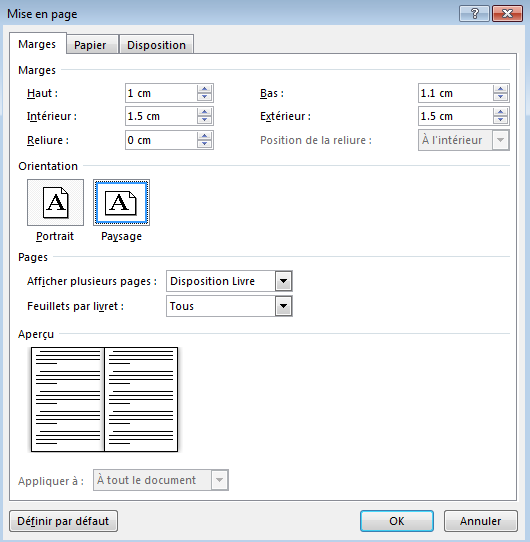 Mise en page
Marges Papier Disposition
Marges
Haut : 1 cm Bas : 1.1 cm
Intérieur : 1.5 cm Extérieur : 1.5 cm
Reliure : 0 cm Position de la reliure : À l'intérieur
Orientation
A A
Portrait Paysage
Pages
Afficher plusieurs pages : Disposition Livre
Feuillets par livret : Tous
Aperçu
Appliquer à : À tout le document
Définir par défaut OK Annuler